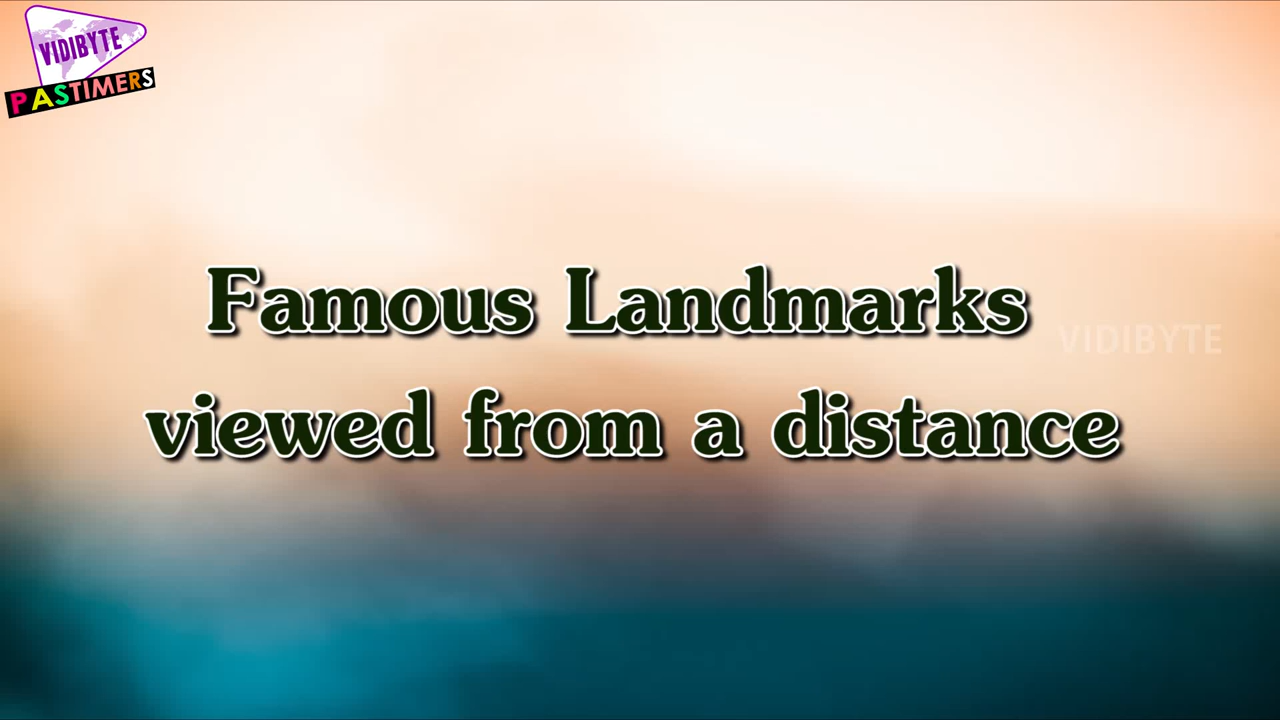 VIDIBYTE
PASTIMERS
Famous Landmarks
VIDIBYTE
viewed from a distance